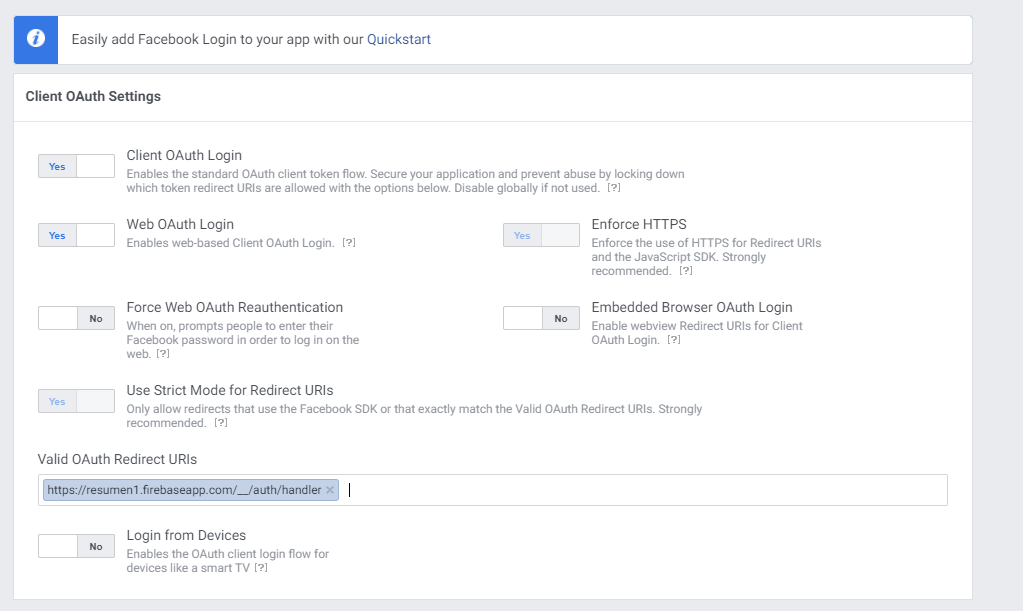 Easily add Facebook Login to your app with our Quickstart
Client OAuth Settings
Yes
Client OAuth Login
Enables the standard OAuth client token flow. Secure your application and prevent abuse by locking down
which token redirect URIs are allowed with the options below. Disable globally if not used. [?]
Yes
Web OAuth Login
Enables web-based Client OAuth Login. [?]
Yes
Enforce HTTPS
Enforce the use of HTTPS for Redirect URIs
and the JavaScript SDK. Strongly
recommended. [?]
No
Force Web OAuth Reauthentication
When on, prompts people to enter their
Facebook password in order to log in on the
web. [?]
No
Embedded Browser OAuth Login
Enable webview Redirect URIs for Client
OAuth Login. [?]
Yes
Use Strict Mode for Redirect URIs
Only allow redirects that use the Facebook SDK or that exactly match the Valid OAuth Redirect URIs. Strongly
recommended. [?]
Valid OAuth Redirect URIs
https://resumen1.firebaseapp.com/__/auth/handler ×
No
Login from Devices
Enables the OAuth client login flow for
devices like a smart TV [?]